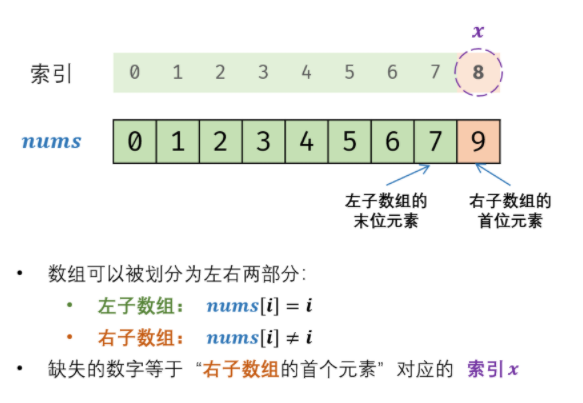 x
索引 0 1 2 3 4 5 6 7 8
nums 0 1 2 3 4 5 6 7 9
左子数组的
末位元素
右子数组的
首位元素
• 数组可以被划分为左右两部分：
• 左子数组： nums[i] = i
• 右子数组： nums[i] ≠ i
• 缺失的数字等于 “右子数组的首个元素” 对应的 索引 x